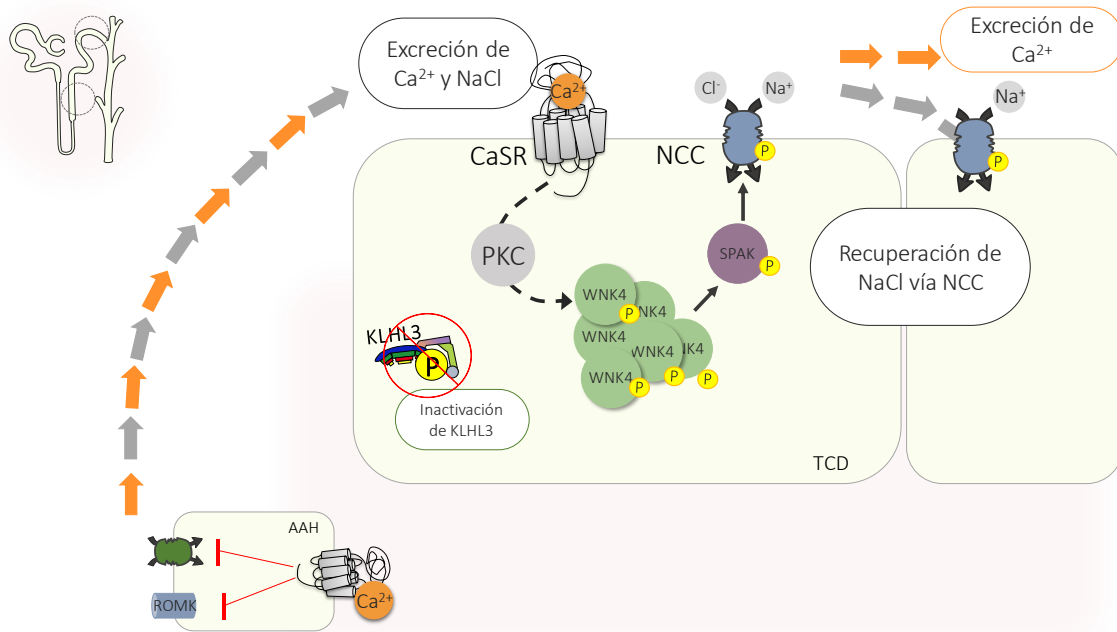 Excreción de
Ca²⁺ y NaCl
Ca²⁺
CaSR
NCC
Cl⁻
Na⁺
P
Excreción de
Ca²⁺
Na⁺
P
PKC
SPAK
P
Recuperación de
NaCl vía NCC
WNK4
P
NK4
WNK4
WNK4
NK4
WNK4
P
P
P
KLHL3
P
Inactivación
de KLHL3
TCD
AAH
ROMK
Ca²⁺